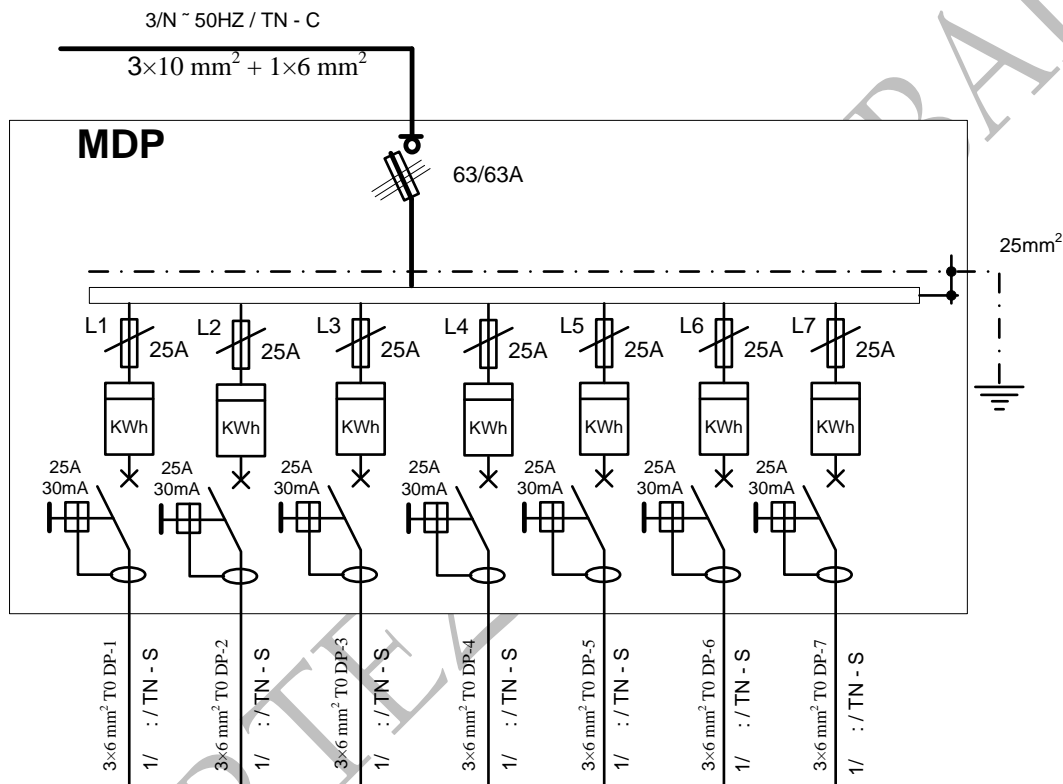 3/N ~ 50HZ / TN - C
3×10 mm² + 1×6 mm²
MDP
63/63A
25mm²
L1 L2 L3 L4 L5 L6 L7
25A 25A 25A 25A 25A 25A 25A
KWh KWh KWh KWh KWh KWh KWh
25A 25A 25A 25A 25A 25A 25A
30mA 30mA 30mA 30mA 30mA 30mA 30mA
3×6 mm² T0 DP-1
1/ : / TN - S
3×6 mm² T0 DP-2
1/ : / TN - S
3×6 mm² T0 DP-3
1/ : / TN - S
3×6 mm² T0 DP-4
1/ : / TN - S
3×6 mm² T0 DP-5
1/ : / TN - S
3×6 mm² T0 DP-6
1/ : / TN - S
3×6 mm² T0 DP-7
1/ : / TN - S